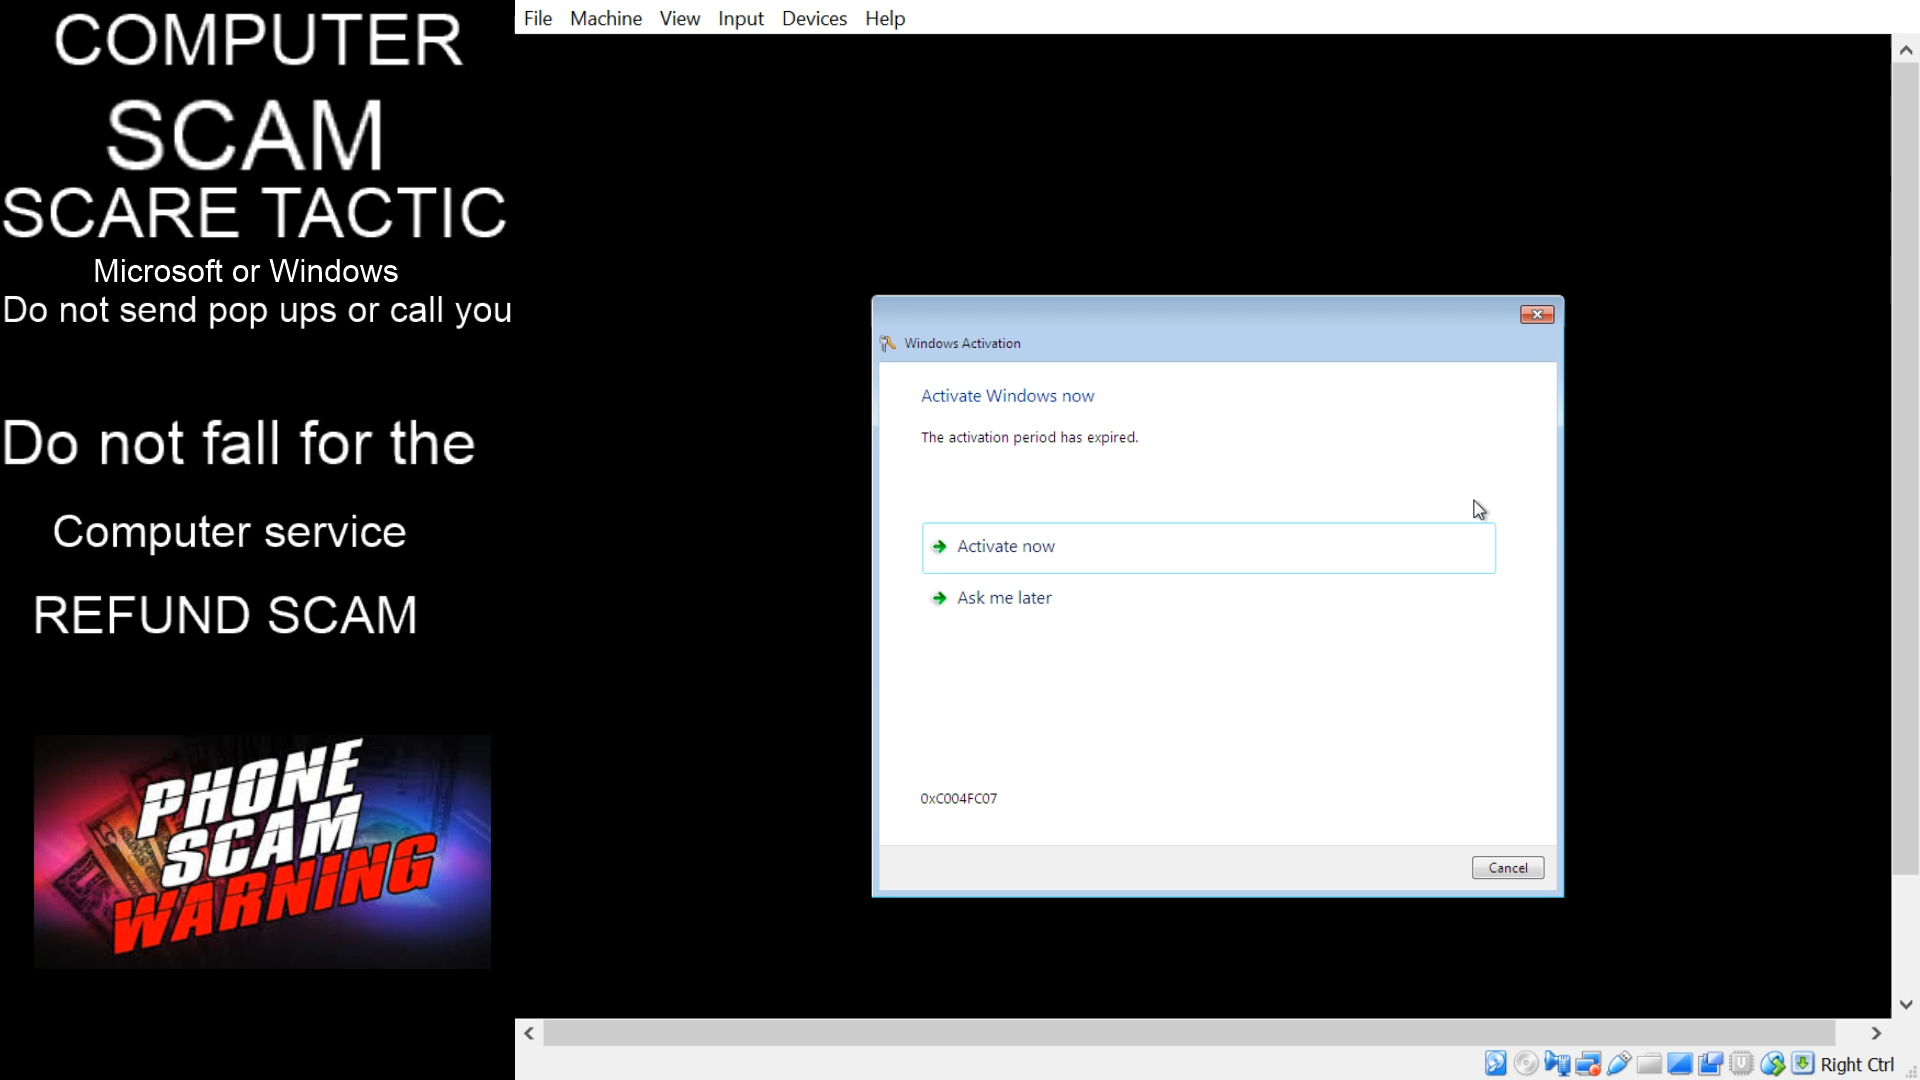 COMPUTER
SCAM
SCARE TACTIC
Microsoft or Windows
Do not send pop ups or call you
Do not fall for the
Computer service
REFUND SCAM
PHONE
SCAM
WARNING
File Machine View Input Devices Help
Windows Activation
Activate Windows now
The activation period has expired.
Activate now
Ask me later
0xC004FC07
Cancel
Right Ctrl